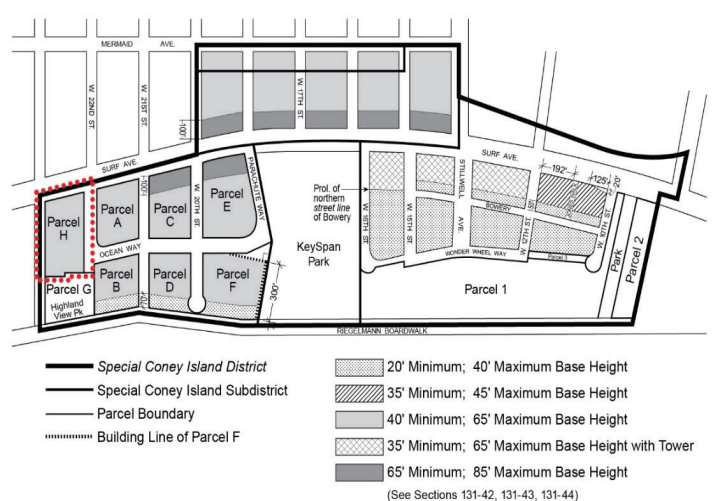 MERMAID AVE.
W. 22ND ST.
W. 21ST ST.
W. 17TH ST.
100'
SURF AVE.
100'
Parcel C
W. 20TH ST.
Parcel E
PARACHUTE WAY
Parcel H
Parcel A
OCEAN WAY
Parcel G
Highland View Pk
Parcel B
70'
Parcel D
Parcel F
300'
KeySpan Park
Prol. of northern street line of Bowery
W. 16TH ST.
W. 15TH ST.
STILLWELL AVE.
SURF AVE.
192'
125'
20'
BOWERY
W. 12TH ST.
W. 10TH ST.
WONDER WHEEL WAY
Parcel 3
Parcel 1
Park
Parcel 2
RIEGELMANN BOARDWALK
Special Coney Island District
Special Coney Island Subdistrict
Parcel Boundary
Building Line of Parcel F
20' Minimum; 40' Maximum Base Height
35' Minimum; 45' Maximum Base Height
40' Minimum; 65' Maximum Base Height
35' Minimum; 65' Maximum Base Height with Tower
65' Minimum; 85' Maximum Base Height
(See Sections 131-42, 131-43, 131-44)